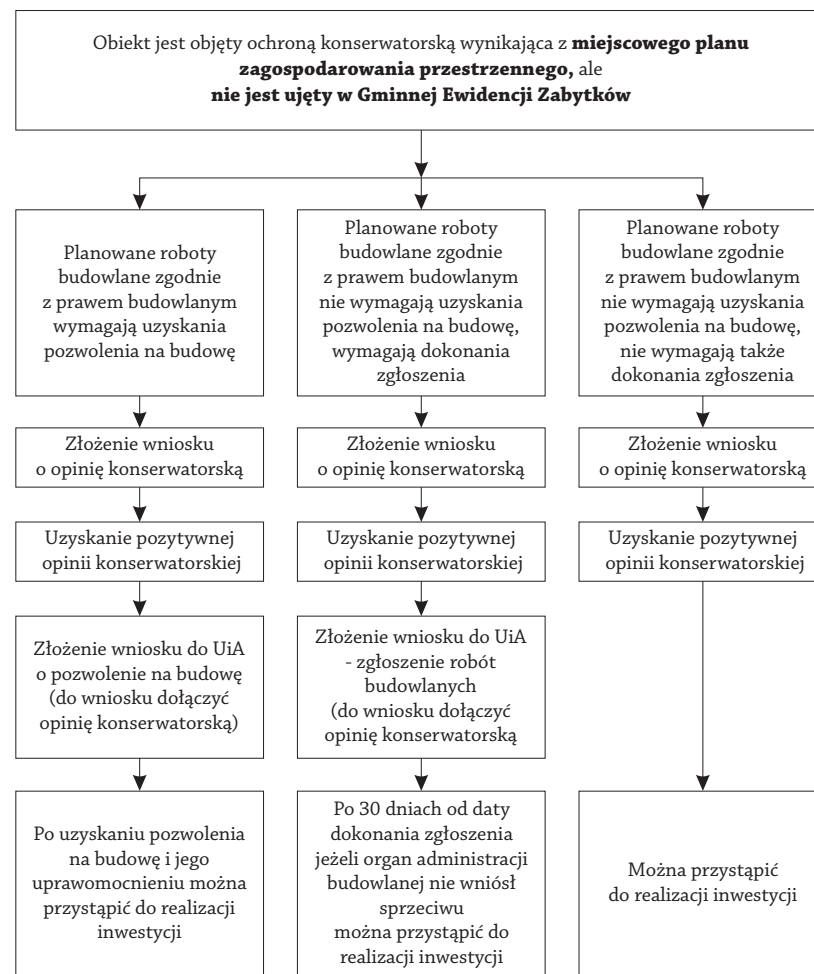 Obiekt jest objęty ochroną konserwatorską wynikająca z miejscowego planu
zagospodarowania przestrzennego, ale
nie jest ujęty w Gminnej Ewidencji Zabytków
Planowane roboty
budowlane zgodnie
z prawem budowlanym
wymagają uzyskania
pozwolenia na budowę
Planowane roboty
budowlane zgodnie
z prawem budowlanym
nie wymagają uzyskania
pozwolenia na budowę,
wymagają dokonania
zgłoszenia
Planowane roboty
budowlane zgodnie
z prawem budowlanym
nie wymagają uzyskania
pozwolenia na budowę,
nie wymagają także
dokonania zgłoszenia
Złożenie wniosku
o opinię konserwatorską
Złożenie wniosku
o opinię konserwatorską
Złożenie wniosku
o opinię konserwatorską
Uzyskanie pozytywnej
opinii konserwatorskiej
Uzyskanie pozytywnej
opinii konserwatorskiej
Uzyskanie pozytywnej
opinii konserwatorskiej
Złożenie wniosku do UiA
o pozwolenie na budowę
(do wniosku dołączyć
opinię konserwatorską)
Złożenie wniosku do UiA
- zgłoszenie robót
budowlanych
(do wniosku dołączyć
opinię konserwatorską
Po uzyskaniu pozwolenia
na budowę i jego
uprawomocnieniu można
przystąpić do realizacji
inwestycji
Po 30 dniach od daty
dokonania zgłoszenia
jeżeli organ administracji
budowlanej nie wniósł
sprzeciwu
można przystąpić do
realizacji inwestycji
Można przystąpić
do realizacji inwestycji